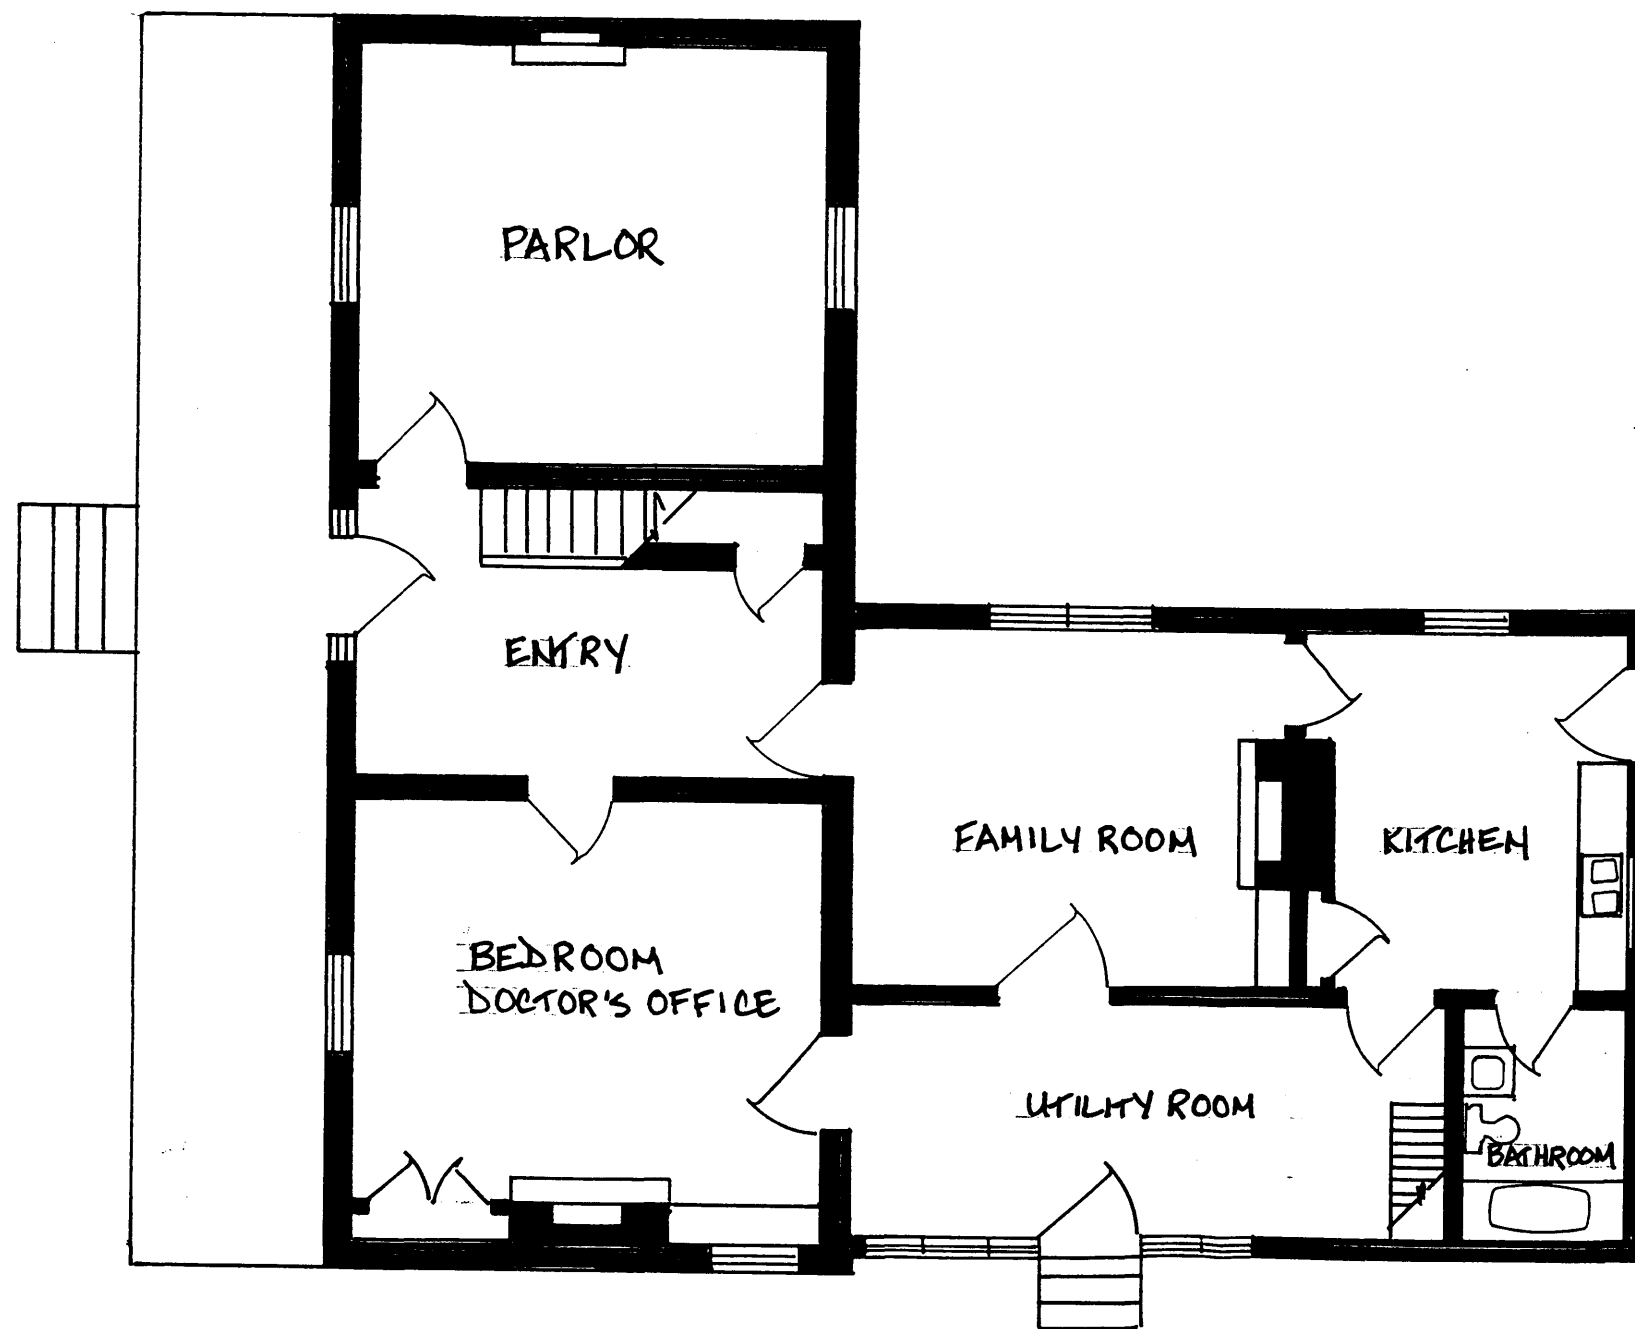 PARLOR
ENTRY
FAMILY ROOM
KITCHEN
BEDROOM
DOCTOR'S OFFICE
UTILITY ROOM
BATHROOM